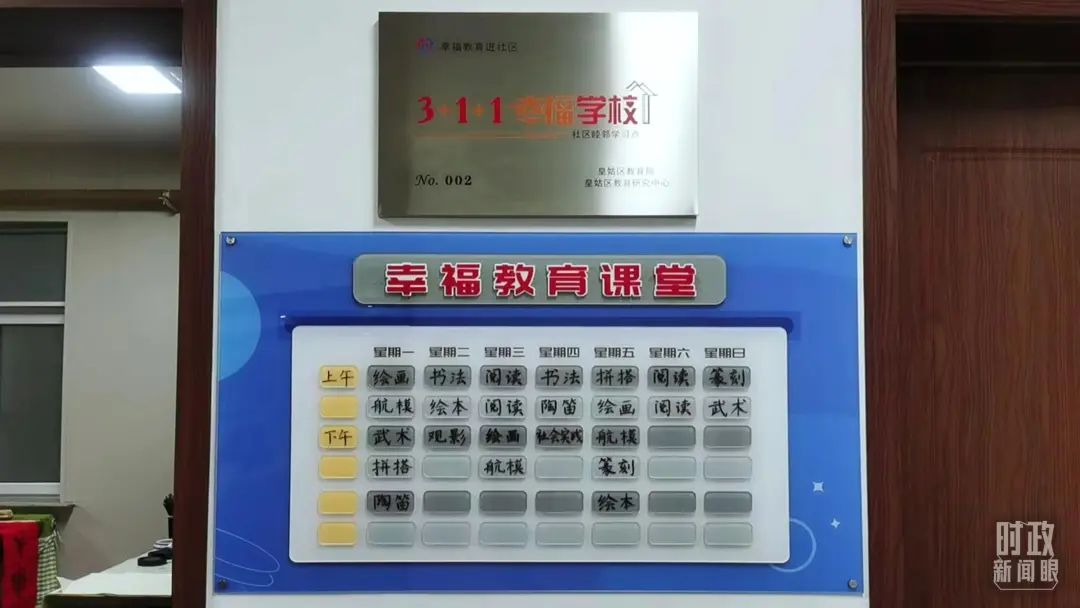 幸福教育进社区
3+1+1幸福学校
社区睦邻学习点
No. 002
皇姑区教育局
皇姑区教育研究中心
幸福教育课堂
星期一 星期二 星期三 星期四 星期五 星期六 星期日
上午 绘画 书法 阅读 书法 拼搭 阅读 篆刻
航模 绘本 阅读 陶笛 绘画 阅读 武术
下午 武术 观影 绘画 社会实践 航模
拼搭 航模 篆刻
陶笛 绘本
时政
新闻眼